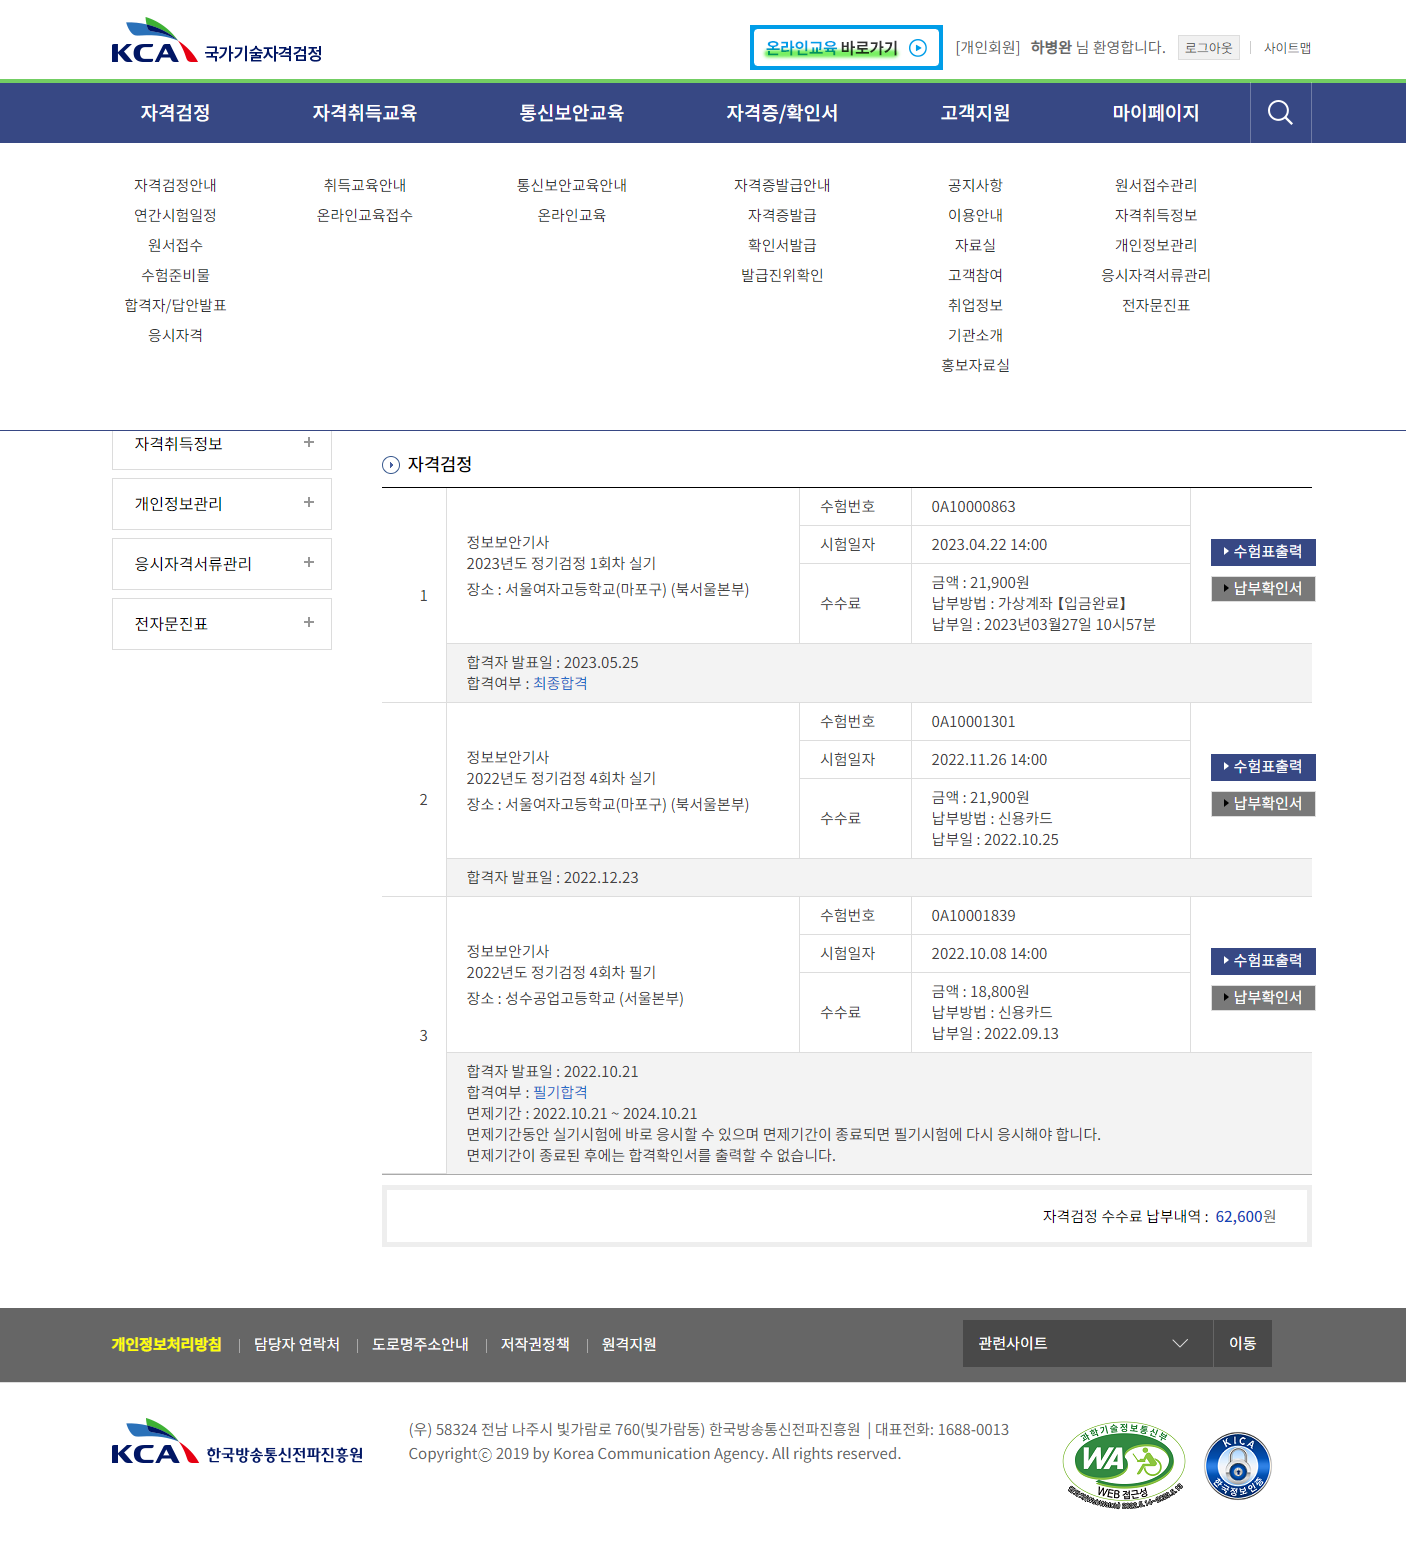 KCA 국가기술자격검정
온라인교육 바로가기
[개인회원] 하병완 님 환영합니다.
로그아웃
사이트맵
자격검정
자격취득교육
통신보안교육
자격증/확인서
고객지원
마이페이지
자격검정안내
연간시험일정
원서접수
수험준비물
합격자/답안발표
응시자격
취득교육안내
온라인교육접수
통신보안교육안내
온라인교육
자격증발급안내
자격증발급
확인서발급
발급진위확인
공지사항
이용안내
자료실
고객참여
취업정보
기관소개
홍보자료실
원서접수관리
자격취득정보
개인정보관리
응시자격서류관리
전자문진표
자격취득정보
개인정보관리
응시자격서류관리
전자문진표
자격검정
1
정보보안기사
2023년도 정기검정 1회차 실기
장소 : 서울여자고등학교(마포구) (북서울본부)
수험번호
0A10000863
시험일자
2023.04.22 14:00
수수료
금액 : 21,900원
납부방법 : 가상계좌 【입금완료】
납부일 : 2023년03월27일 10시57분
수험표출력
납부확인서
합격자 발표일 : 2023.05.25
합격여부 : 최종합격
2
정보보안기사
2022년도 정기검정 4회차 실기
장소 : 서울여자고등학교(마포구) (북서울본부)
수험번호
0A10001301
시험일자
2022.11.26 14:00
수수료
금액 : 21,900원
납부방법 : 신용카드
납부일 : 2022.10.25
수험표출력
납부확인서
합격자 발표일 : 2022.12.23
3
정보보안기사
2022년도 정기검정 4회차 필기
장소 : 성수공업고등학교 (서울본부)
수험번호
0A10001839
시험일자
2022.10.08 14:00
수수료
금액 : 18,800원
납부방법 : 신용카드
납부일 : 2022.09.13
수험표출력
납부확인서
합격자 발표일 : 2022.10.21
합격여부 : 필기합격
면제기간 : 2022.10.21 ~ 2024.10.21
면제기간동안 실기시험에 바로 응시할 수 있으며 면제기간이 종료되면 필기시험에 다시 응시해야 합니다.
면제기간이 종료된 후에는 합격확인서를 출력할 수 없습니다.
자격검정 수수료 납부내역 : 62,600원
개인정보처리방침
담당자 연락처
도로명주소안내
저작권정책
원격지원
관련사이트
이동
KCA 한국방송통신전파진흥원
(우) 58324 전남 나주시 빛가람로 760(빛가람동) 한국방송통신전파진흥원 | 대표전화: 1688-0013
Copyrightⓒ 2019 by Korea Communication Agency. All rights reserved.
과학기술정보통신부
WA
WEB 접근성
KICA
한국정보인증